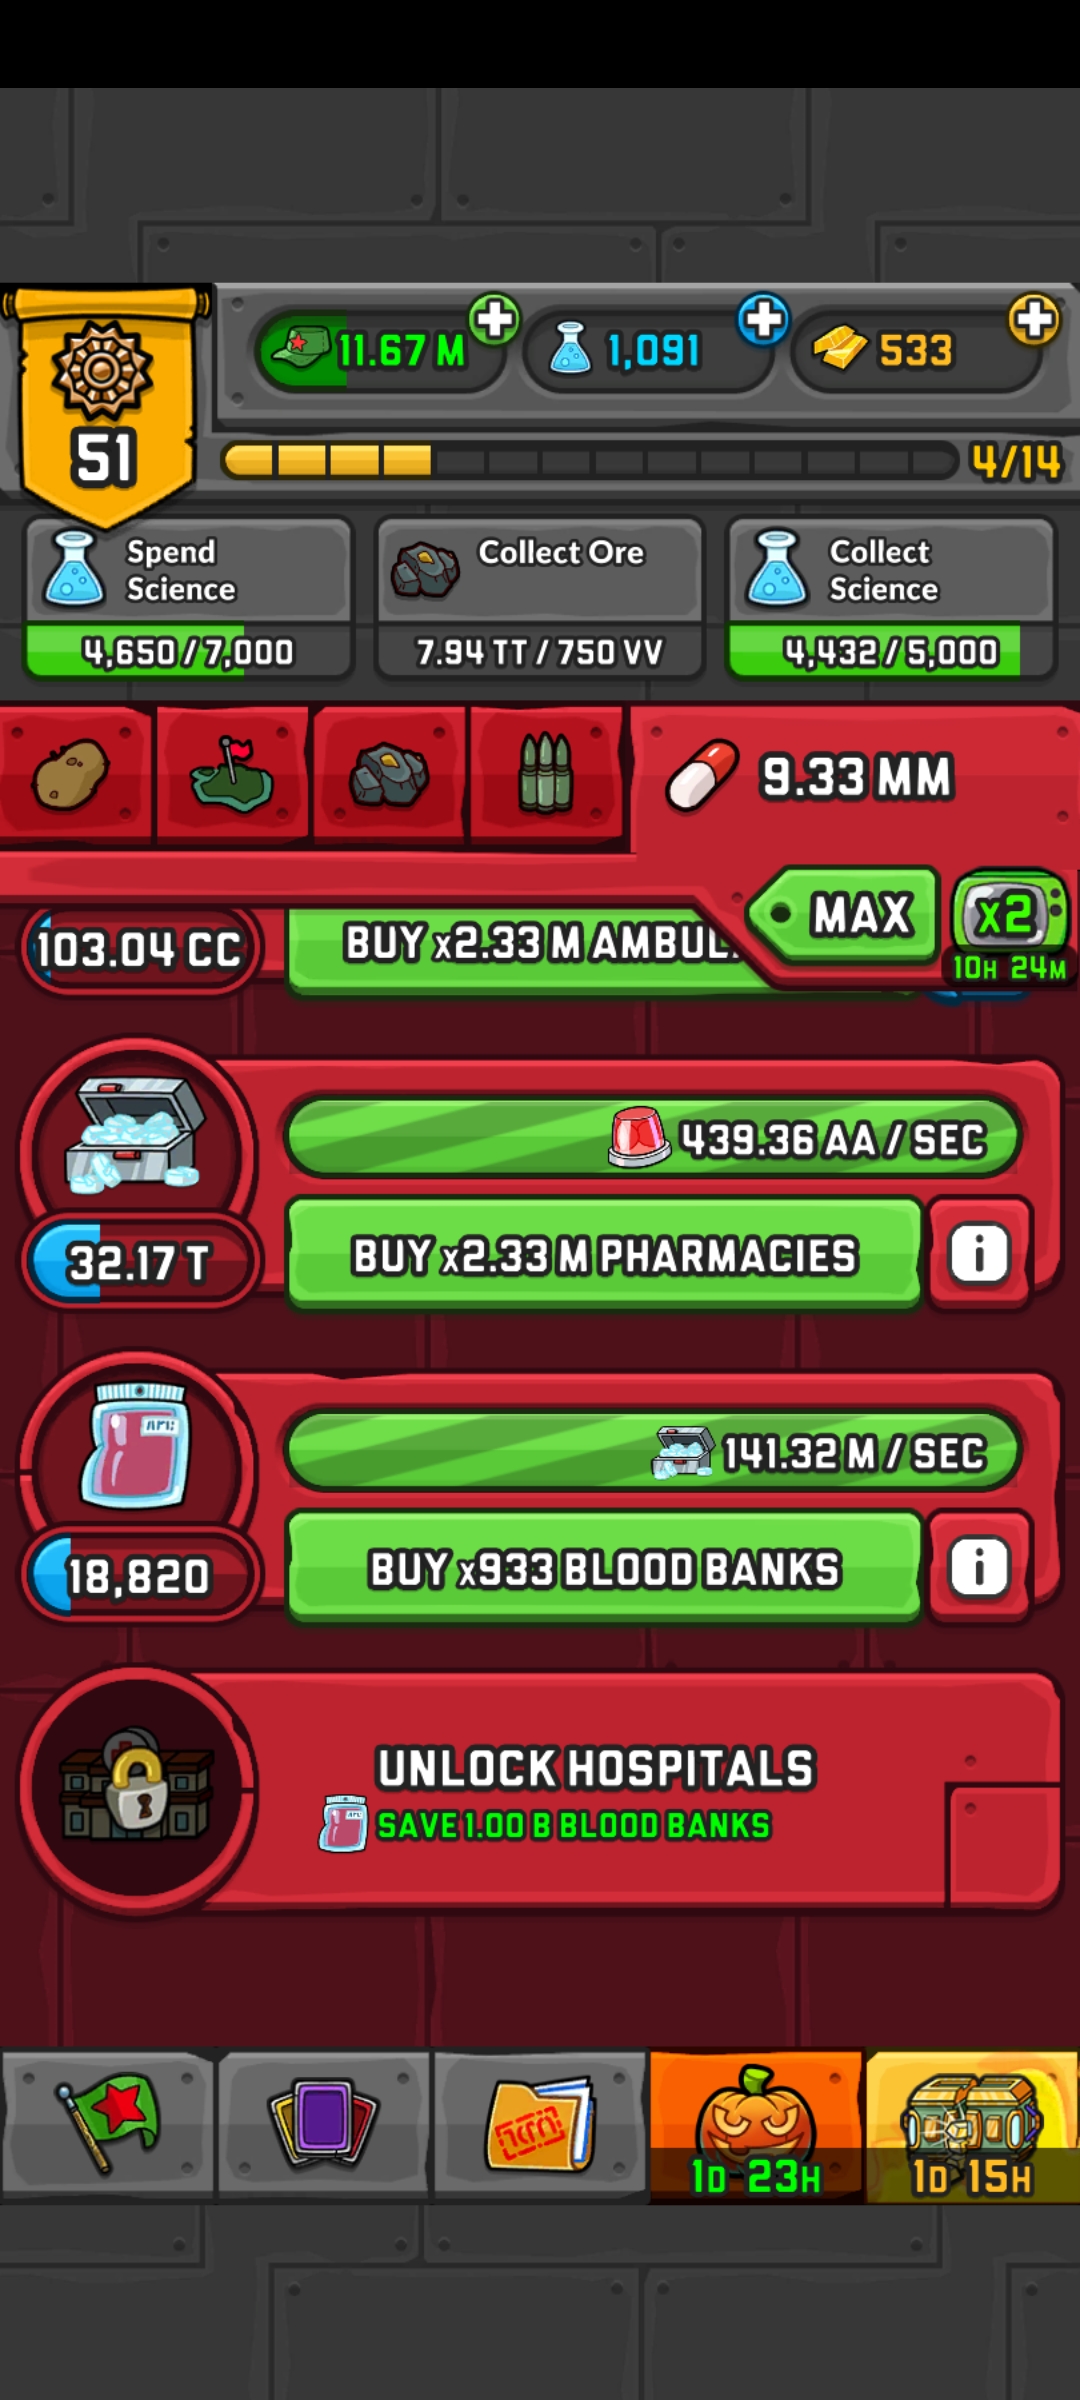 11.67 M
1,091
533
51
4/14
Spend
Science
4,650/7,000
Collect Ore
7.94 TT/750 VV
Collect
Science
4,432/5,000
9.33 MM
MAX
x2
10H 24M
103.04 CC
BUY x2.33 M AMBUL.
439.36 AA/SEC
32.17 T
BUY x2.33 M PHARMACIES
i
141.32 M/SEC
18,820
BUY x933 BLOOD BANKS
i
UNLOCK HOSPITALS
SAVE 1.00 B BLOOD BANKS
1D 23H
1D 15H